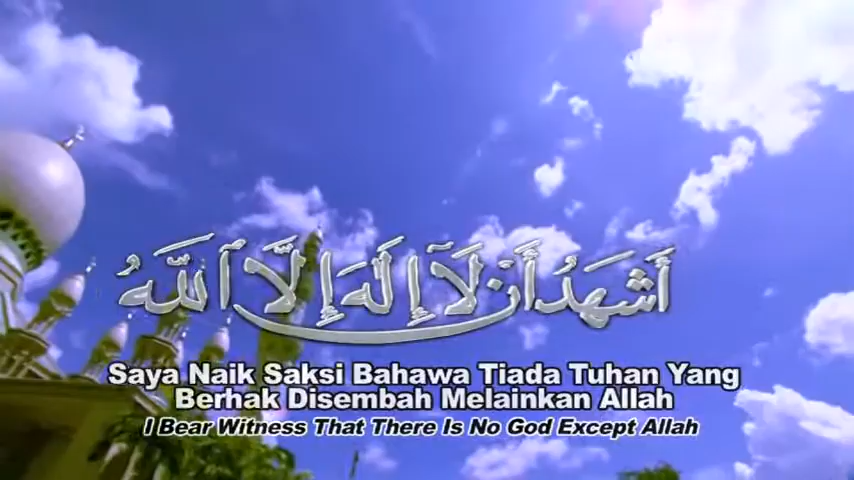 أَشْهَدُ أَنْ لَا إِلَٰهَ إِلَّا ٱللَّهُ
Saya Naik Saksi Bahawa Tiada Tuhan Yang
Berhak Disembah Melainkan Allah
I Bear Witness That There Is No God Except Allah